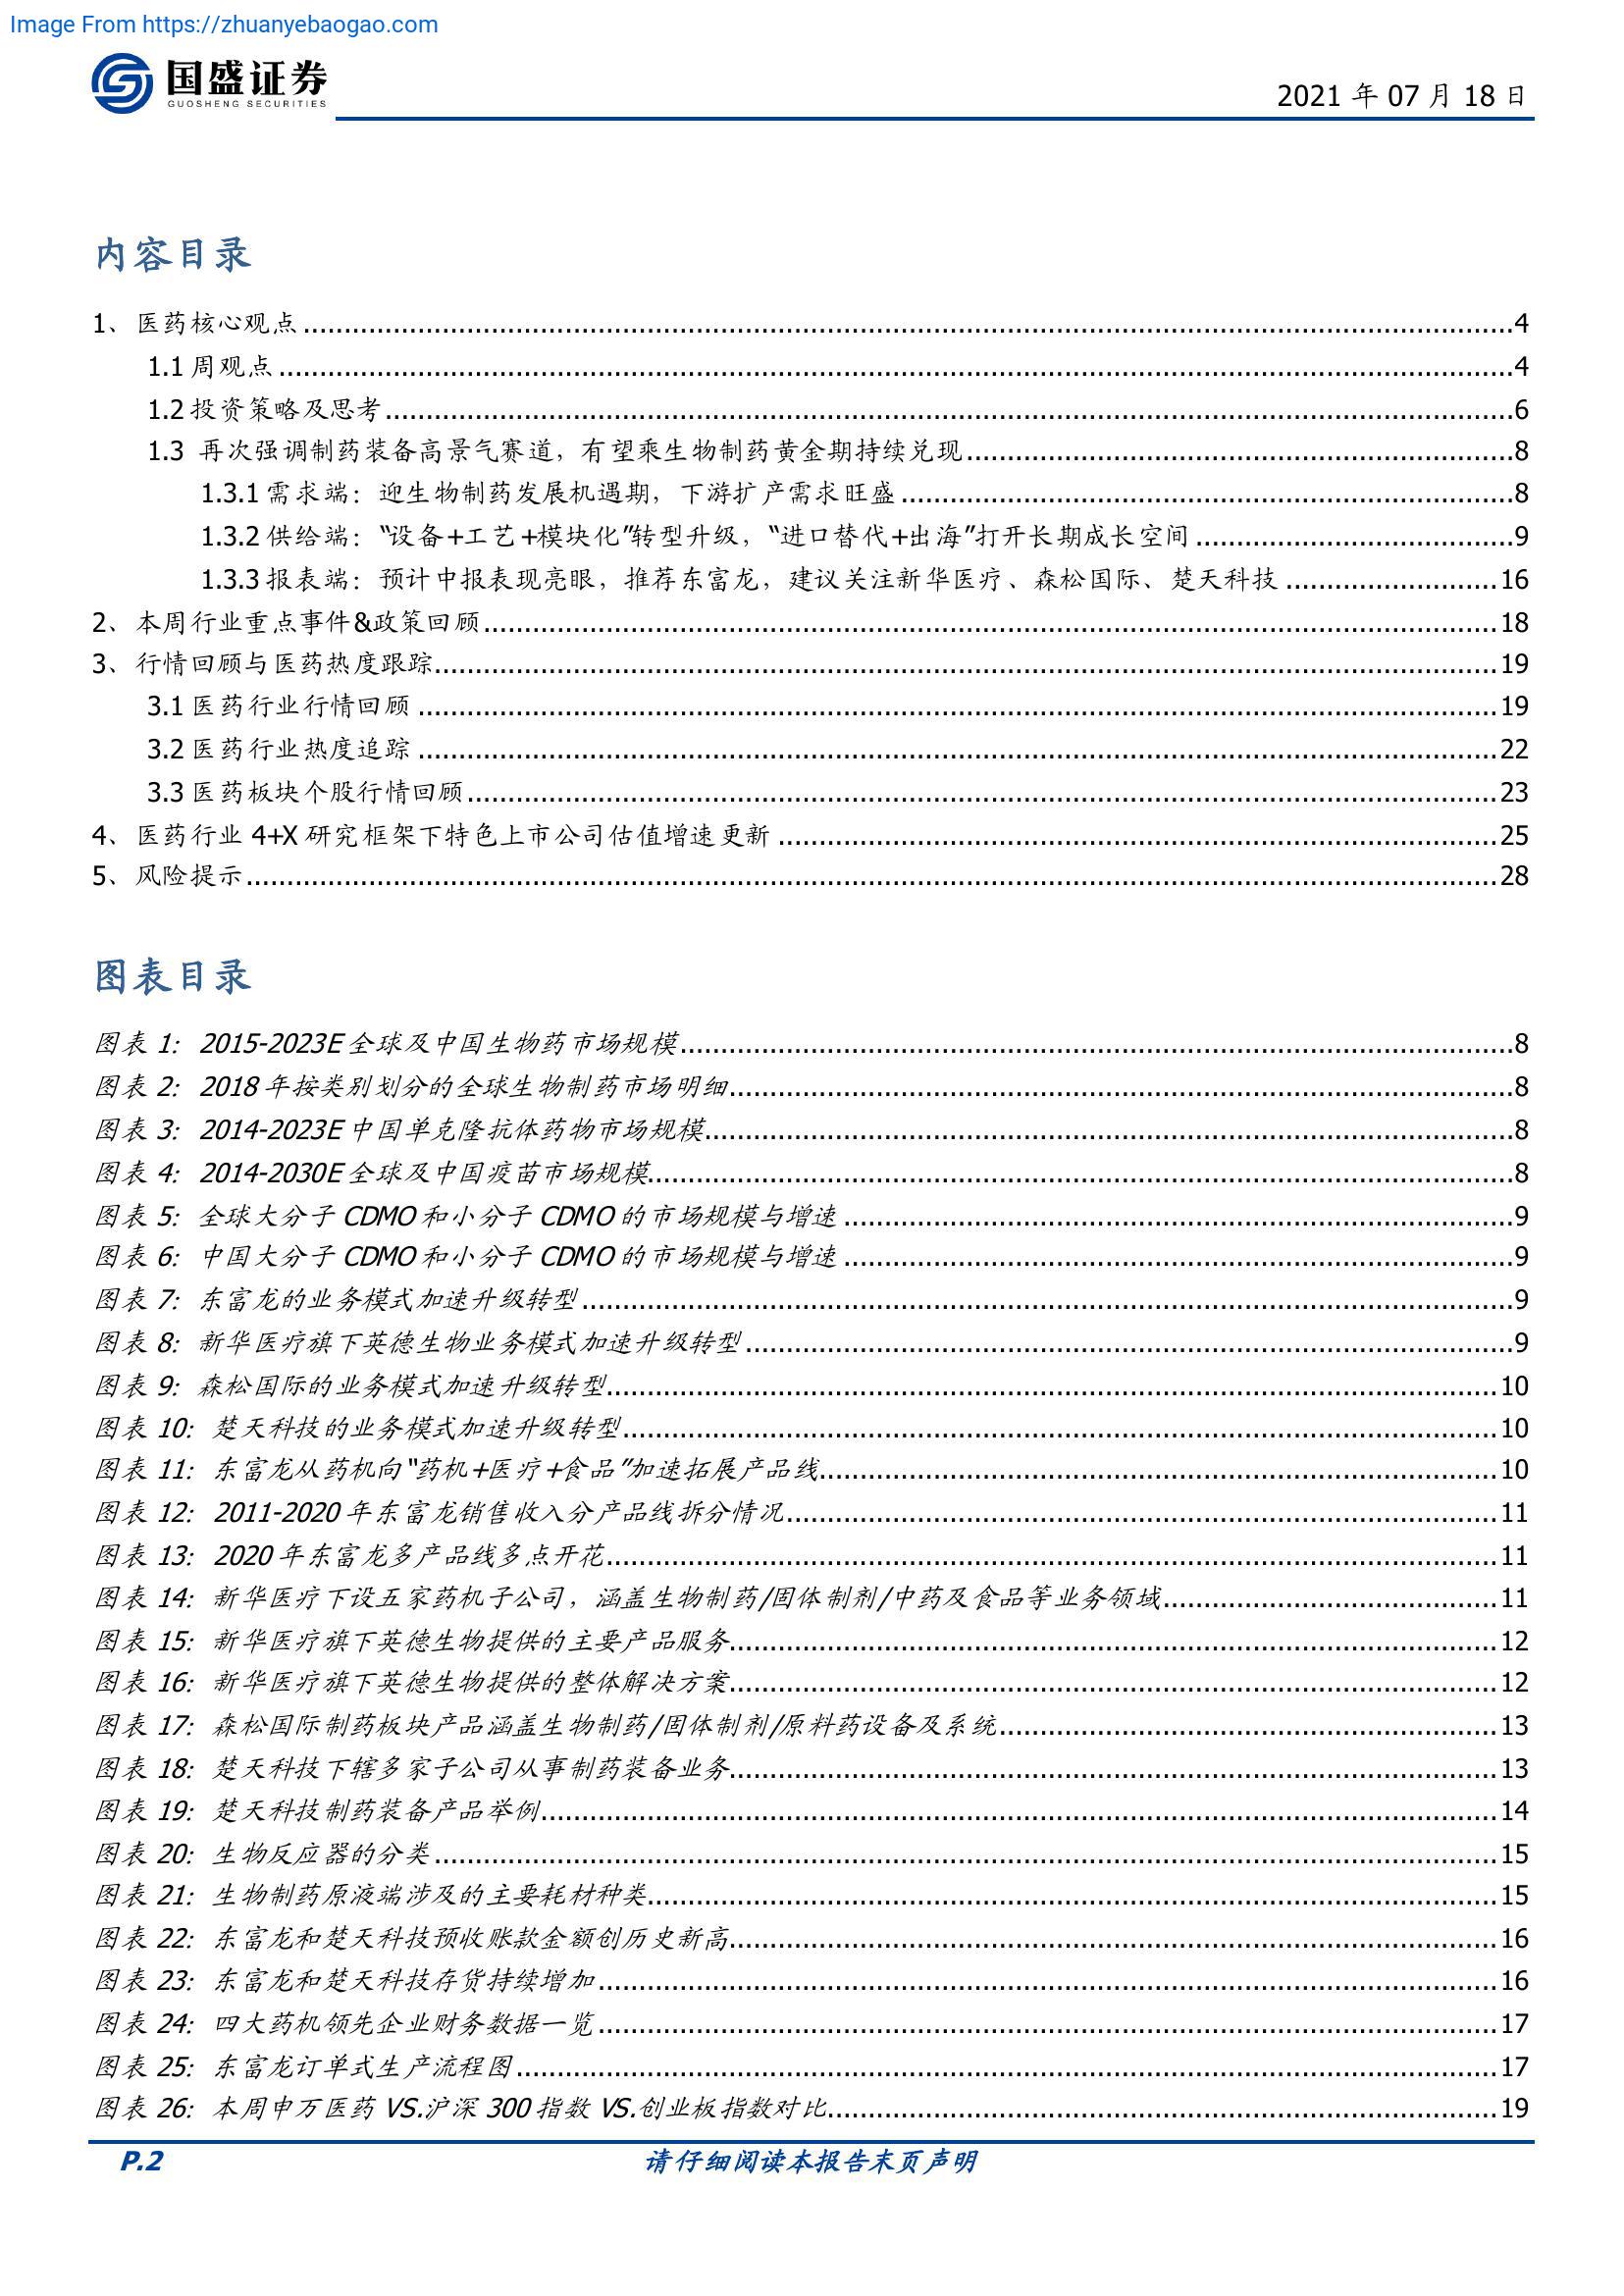 Image From https://zhuanyebaogao.com
国盛证券
GUOSHENG SECURITIES
2021 年 07 月 18 日
内容目录
1、医药核心观点 ........ 4
1.1 周观点 ........ 4
1.2 投资策略及思考 ........ 6
1.3 再次强调制药装备高景气赛道，有望乘生物制药黄金期持续兑现 ........ 8
1.3.1 需求端：迎生物制药发展机遇期，下游扩产需求旺盛 ........ 8
1.3.2 供给端：“设备+工艺+模块化”转型升级，“进口替代+出海”打开长期成长空间 ........ 9
1.3.3 报表端：预计中报表现亮眼，推荐东富龙，建议关注新华医疗、森松国际、楚天科技 ........ 16
2、本周行业重点事件&政策回顾 ........ 18
3、行情回顾与医药热度跟踪 ........ 19
3.1 医药行业行情回顾 ........ 19
3.2 医药行业热度追踪 ........ 22
3.3 医药板块个股行情回顾 ........ 23
4、医药行业 4+X 研究框架下特色上市公司估值增速更新 ........ 25
5、风险提示 ........ 28
图表目录
图表 1：2015-2023E 全球及中国生物药市场规模 ........ 8
图表 2：2018 年按类别划分的全球生物制药市场明细 ........ 8
图表 3：2014-2023E 中国单克隆抗体药物市场规模 ........ 8
图表 4：2014-2030E 全球及中国疫苗市场规模 ........ 8
图表 5：全球大分子 CDMO 和小分子 CDMO 的市场规模与增速 ........ 9
图表 6：中国大分子 CDMO 和小分子 CDMO 的市场规模与增速 ........ 9
图表 7：东富龙的业务模式加速升级转型 ........ 9
图表 8：新华医疗旗下英德生物业务模式加速升级转型 ........ 9
图表 9：森松国际的业务模式加速升级转型 ........ 10
图表 10：楚天科技的业务模式加速升级转型 ........ 10
图表 11：东富龙从药机向“药机+医疗+食品”加速拓展产品线 ........ 10
图表 12：2011-2020 年东富龙销售收入分产品线拆分情况 ........ 11
图表 13：2020 年东富龙多产品线多点开花 ........ 11
图表 14：新华医疗下设五家药机子公司，涵盖生物制药/固体制剂/中药及食品等业务领域 ........ 11
图表 15：新华医疗旗下英德生物提供的主要产品服务 ........ 12
图表 16：新华医疗旗下英德生物提供的整体解决方案 ........ 12
图表 17：森松国际制药板块产品涵盖生物制药/固体制剂/原料药设备及系统 ........ 13
图表 18：楚天科技下辖多家子公司从事制药装备业务 ........ 13
图表 19：楚天科技制药装备产品举例 ........ 14
图表 20：生物反应器的分类 ........ 15
图表 21：生物制药原液端涉及的主要耗材种类 ........ 15
图表 22：东富龙和楚天科技预收账款金额创历史新高 ........ 16
图表 23：东富龙和楚天科技存货持续增加 ........ 16
图表 24：四大药机领先企业财务数据一览 ........ 17
图表 25：东富龙订单式生产流程图 ........ 17
图表 26：本周申万医药 VS.沪深 300 指数 VS.创业板指数对比 ........ 19
P.2
请仔细阅读本报告末页声明